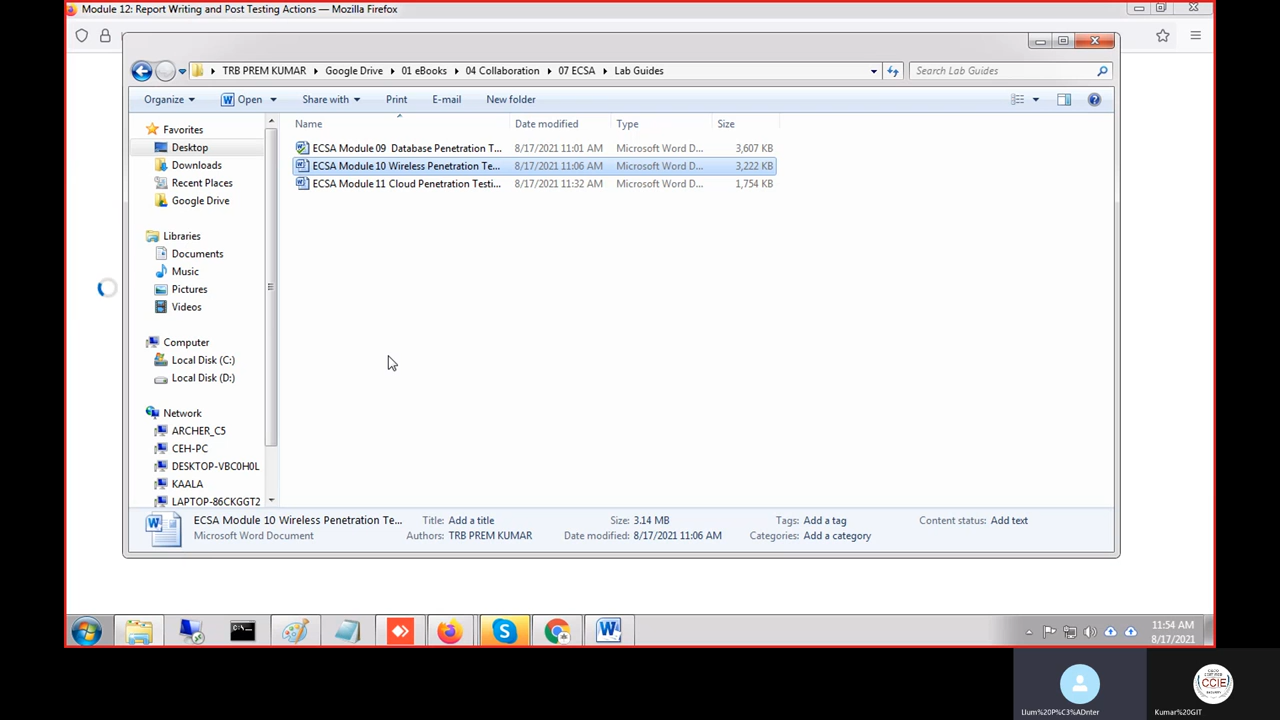 Module 12: Report Writing and Post Testing Actions — Mozilla Firefox
TRB PREM KUMAR
Google Drive
01 eBooks
04 Collaboration
07 ECSA
Lab Guides
Search Lab Guides
Organize
Open
Share with
Print
E-mail
New folder
Name
Date modified
Type
Size
ECSA Module 09 Database Penetration T... 8/17/2021 11:01 AM Microsoft Word D... 3,607 KB
ECSA Module 10 Wireless Penetration Te... 8/17/2021 11:06 AM Microsoft Word D... 3,222 KB
ECSA Module 11 Cloud Penetration Testi... 8/17/2021 11:32 AM Microsoft Word D... 1,754 KB
Favorites
Desktop
Downloads
Recent Places
Google Drive
Libraries
Documents
Music
Pictures
Videos
Computer
Local Disk (C:)
Local Disk (D:)
Network
ARCHER_C5
CEH-PC
DESKTOP-VBC0H0L
KAALA
LAPTOP-86CKGGT2
ECSA Module 10 Wireless Penetration Te... Title: Add a title Size: 3.14 MB Tags: Add a tag Content status: Add text
Microsoft Word Document Authors: TRB PREM KUMAR Date modified: 8/17/2021 11:06 AM Categories: Add a category
11:54 AM
8/17/2021
CCIE
Llum%20P%C3%ADnter
Kumar%20GIT